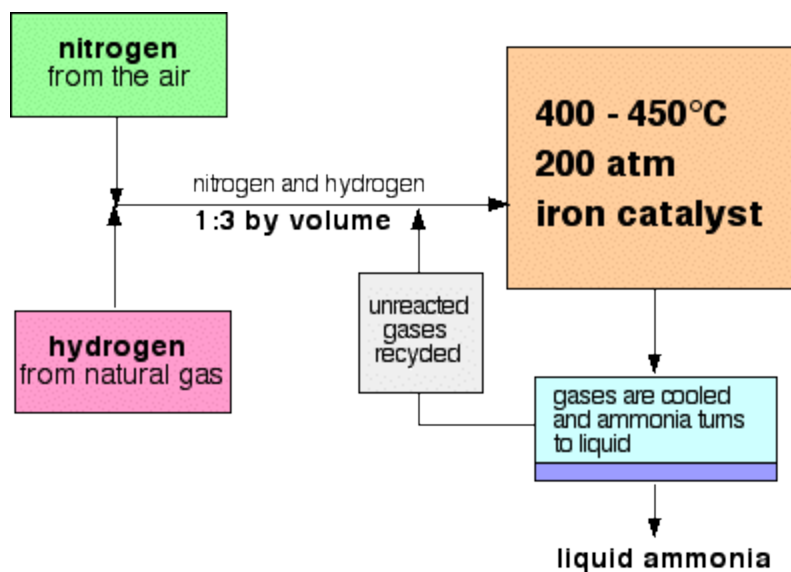 nitrogen
from the air
nitrogen and hydrogen
1:3 by volume
400 - 450°C
200 atm
iron catalyst
hydrogen
from natural gas
unreacted
gases
recycled
gases are cooled
and ammonia turns
to liquid
liquid ammonia